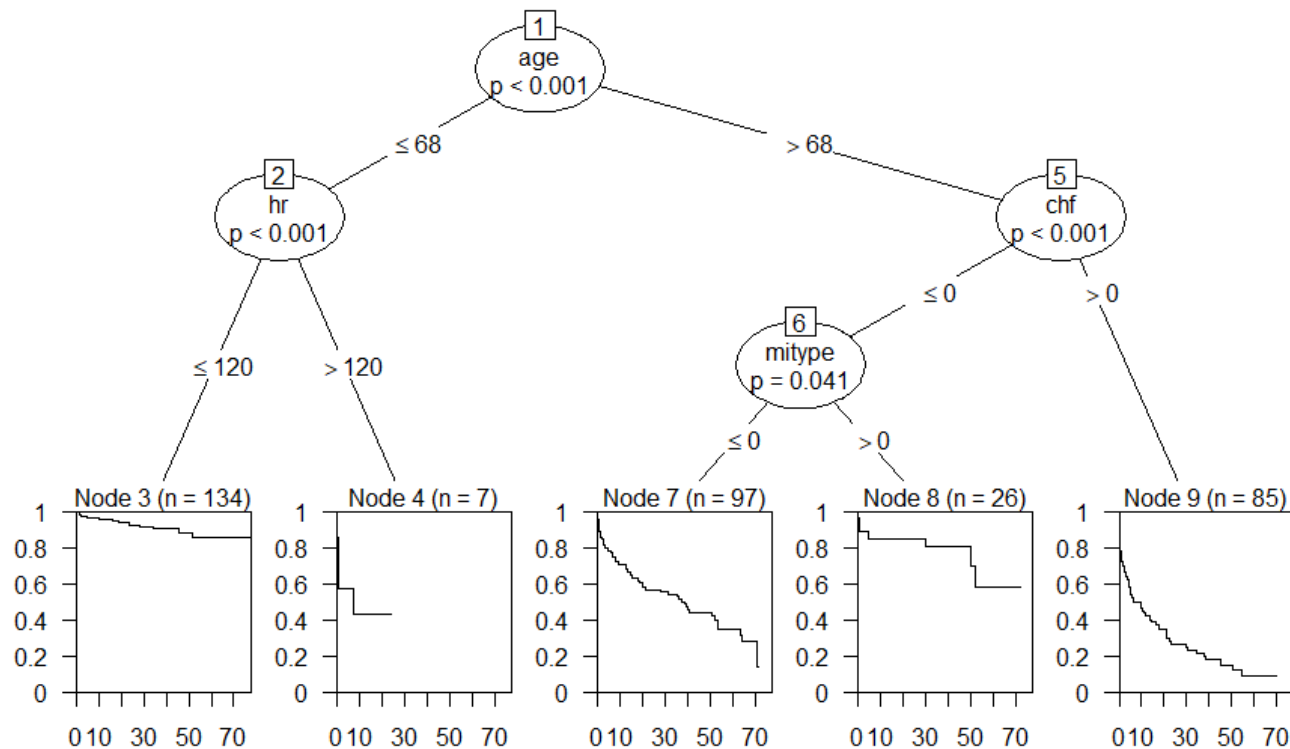 1
age
p < 0.001
≤ 68
> 68
2
hr
p < 0.001
5
chf
p < 0.001
≤ 0
> 0
6
mitype
p = 0.041
≤ 120
> 120
≤ 0
> 0
Node 3 (n = 134)
1
0.8
0.6
0.4
0.2
0
0 10 30 50 70
Node 4 (n = 7)
1
0.8
0.6
0.4
0.2
0
0 10 30 50 70
Node 7 (n = 97)
1
0.8
0.6
0.4
0.2
0
0 10 30 50 70
Node 8 (n = 26)
1
0.8
0.6
0.4
0.2
0
0 10 30 50 70
Node 9 (n = 85)
1
0.8
0.6
0.4
0.2
0
0 10 30 50 70